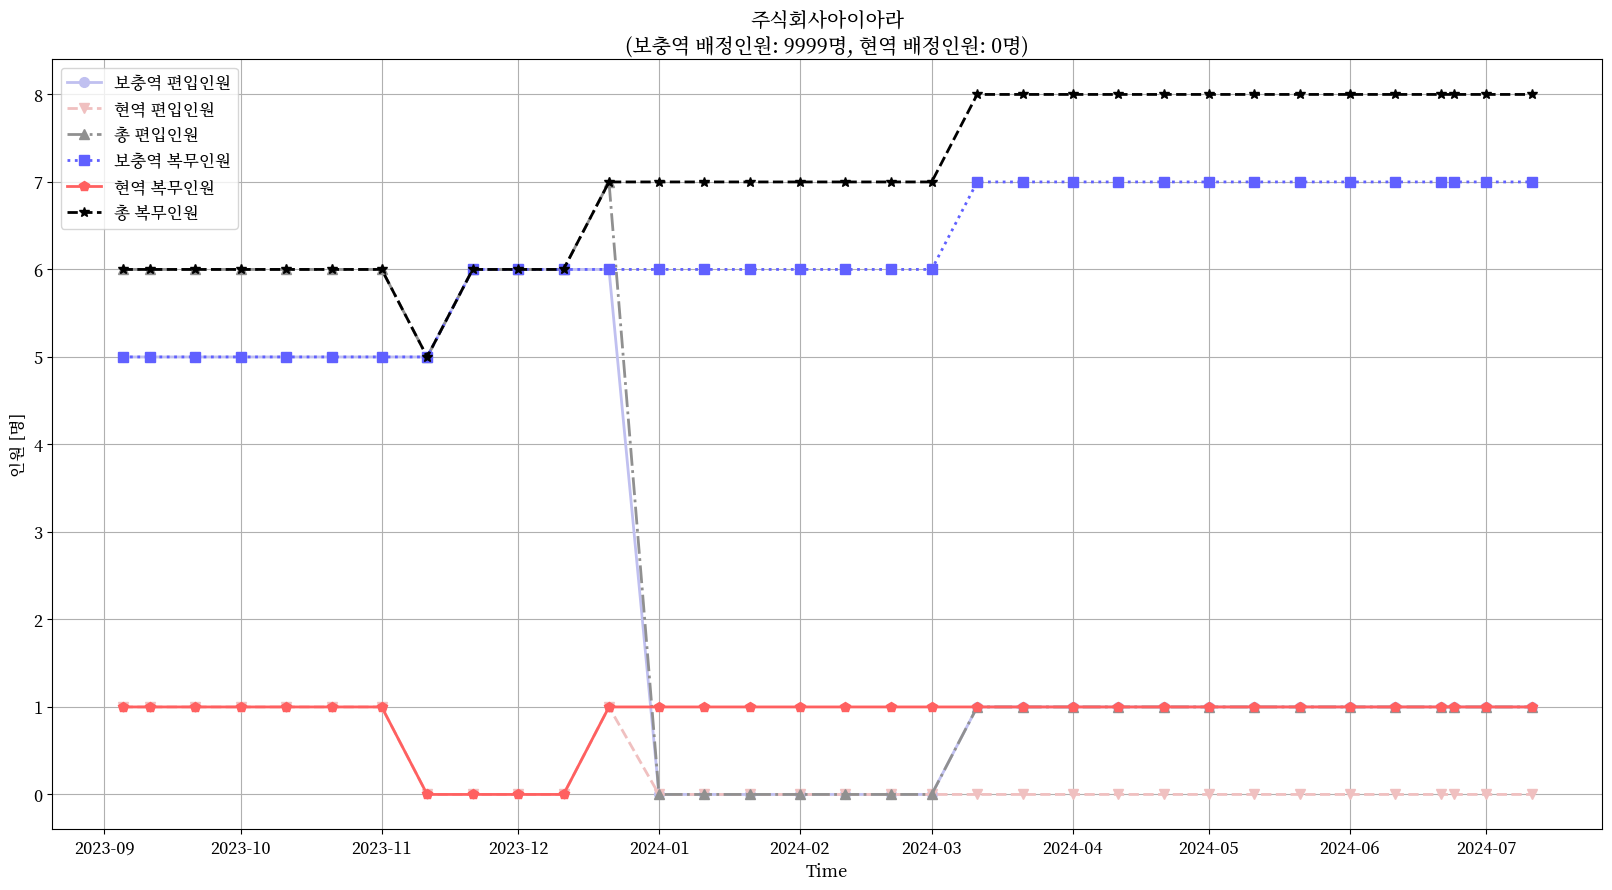 주식회사아이아라
(보충역 배정인원: 9999명, 현역 배정인원: 0명)
보충역 편입인원
현역 편입인원
총 편입인원
보충역 복무인원
현역 복무인원
총 복무인원
8
7
6
5
4
3
2
1
0
인원 [명]
2023-09 2023-10 2023-11 2023-12 2024-01 2024-02 2024-03 2024-04 2024-05 2024-06 2024-07
Time